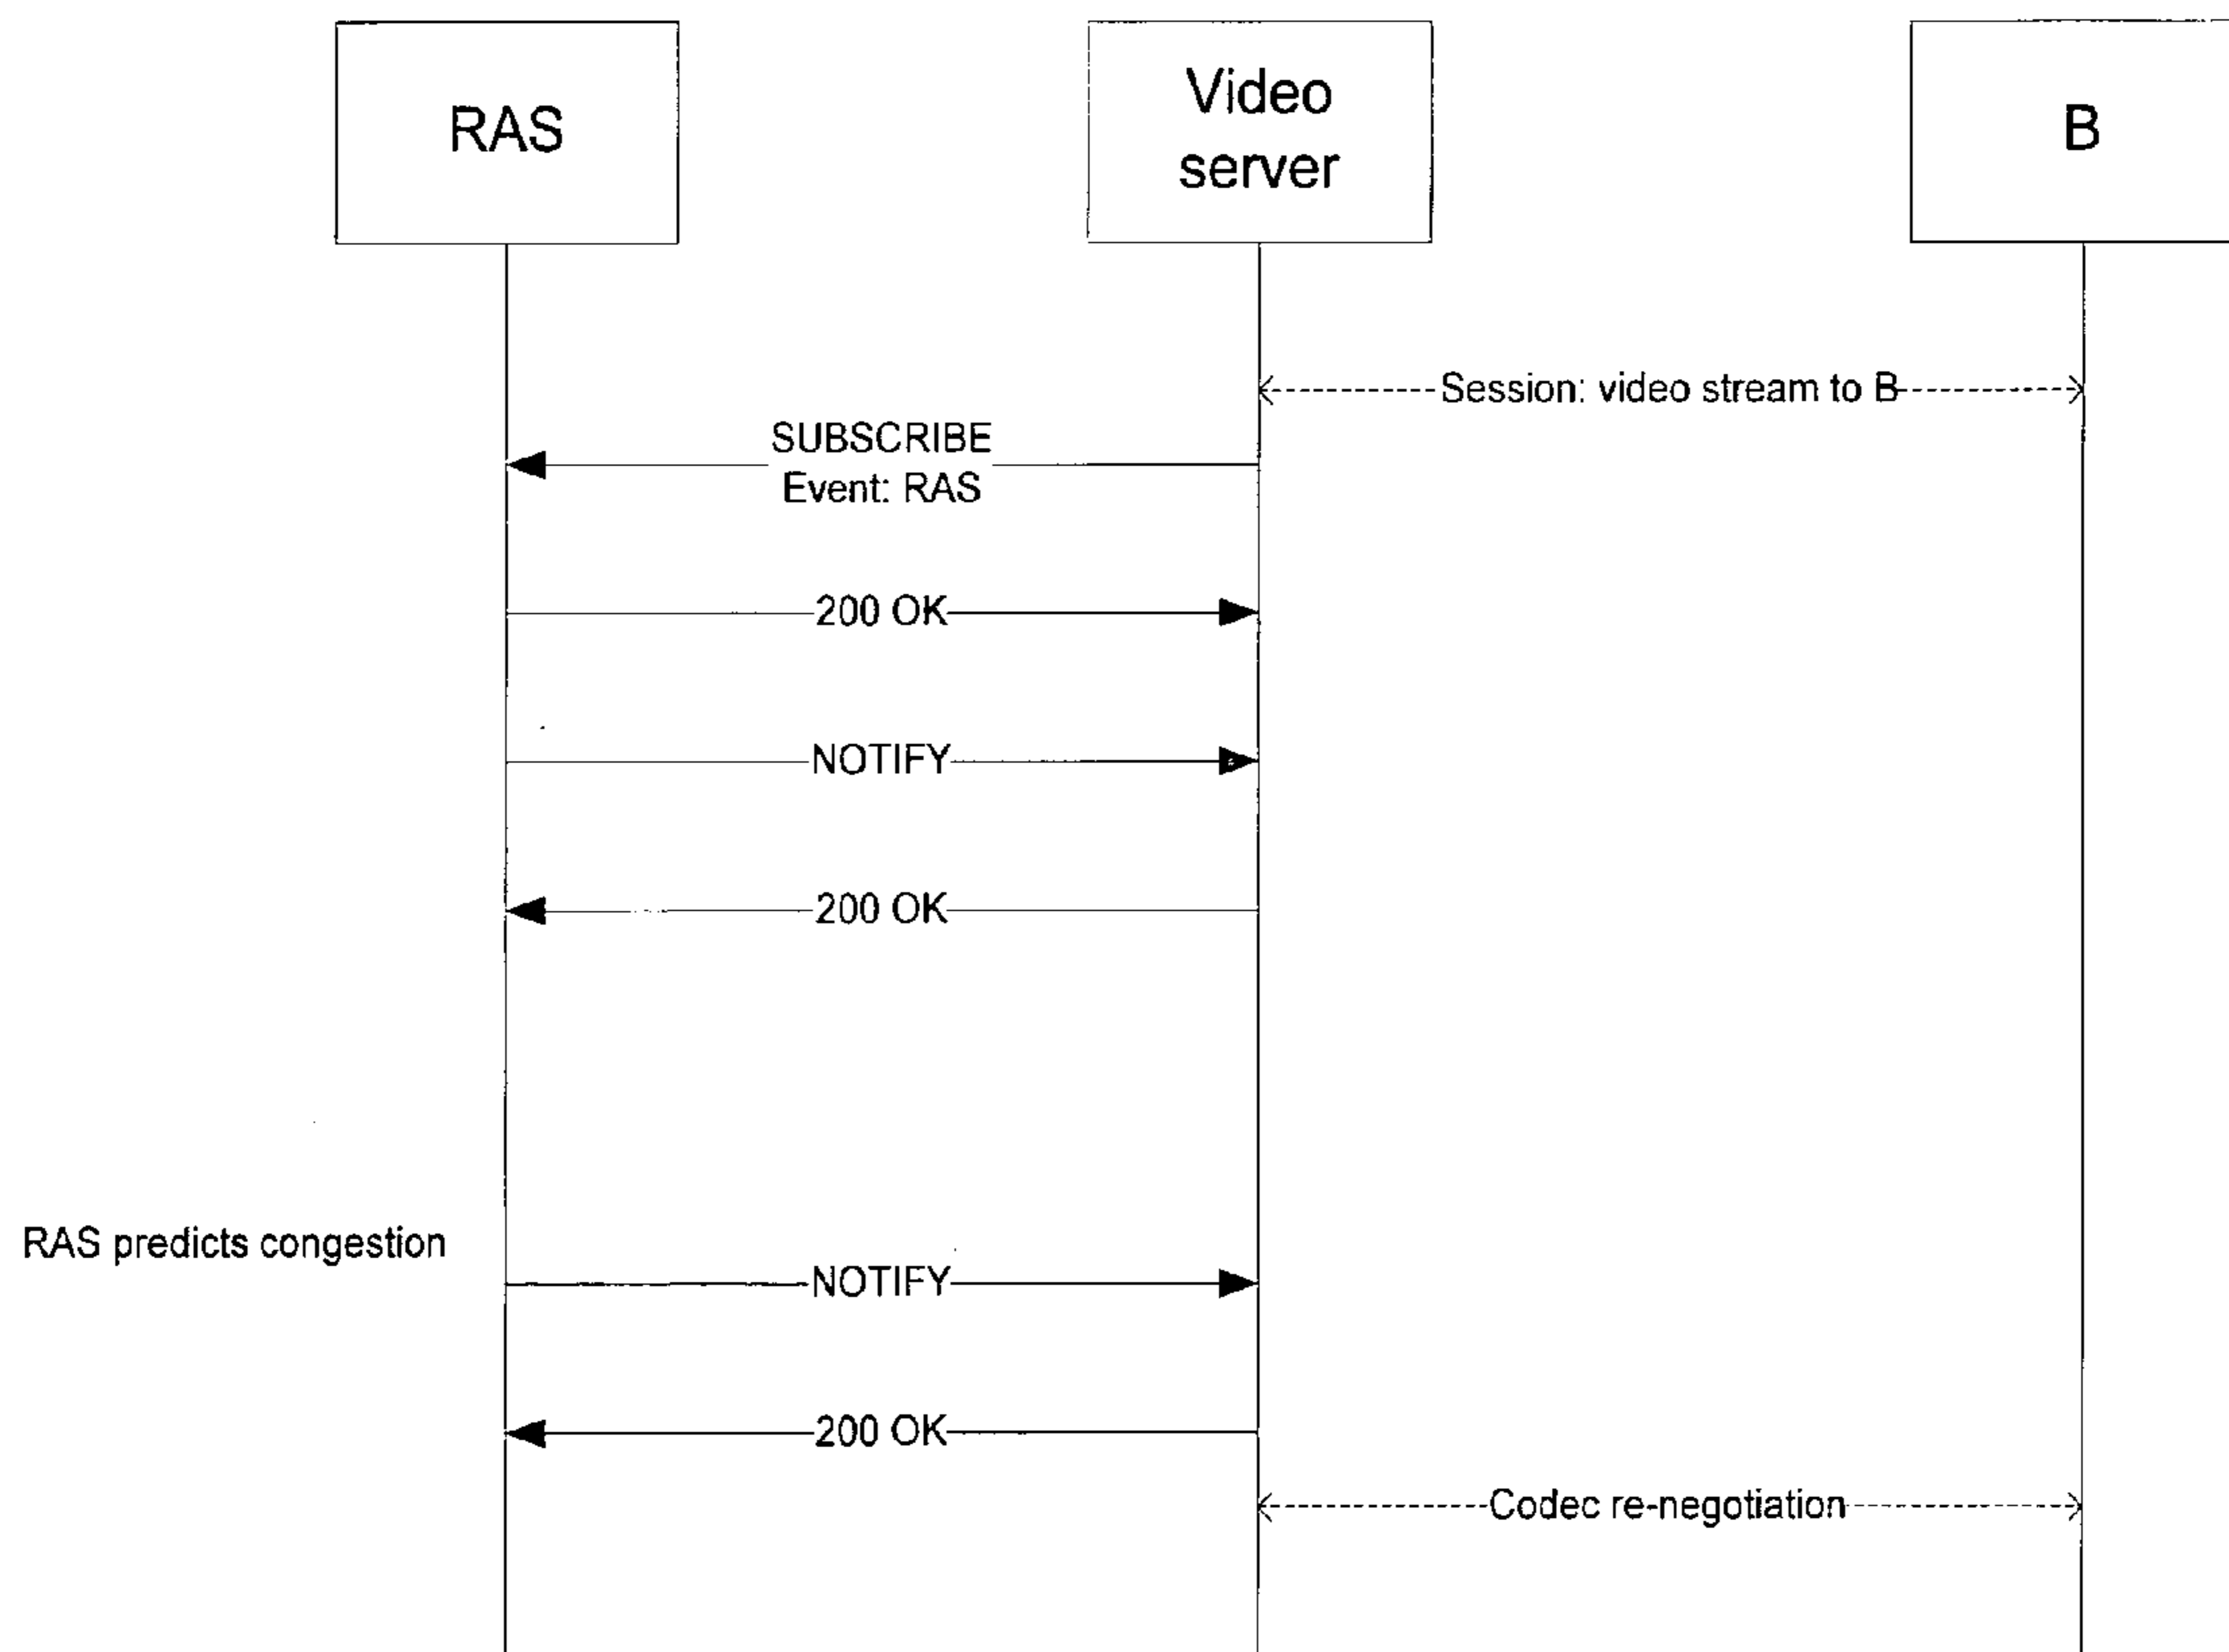 RAS
Video
server
B
Session: video stream to B
SUBSCRIBE
Event: RAS
200 OK
NOTIFY
200 OK
RAS predicts congestion
NOTIFY
200 OK
Codec re-negotiation